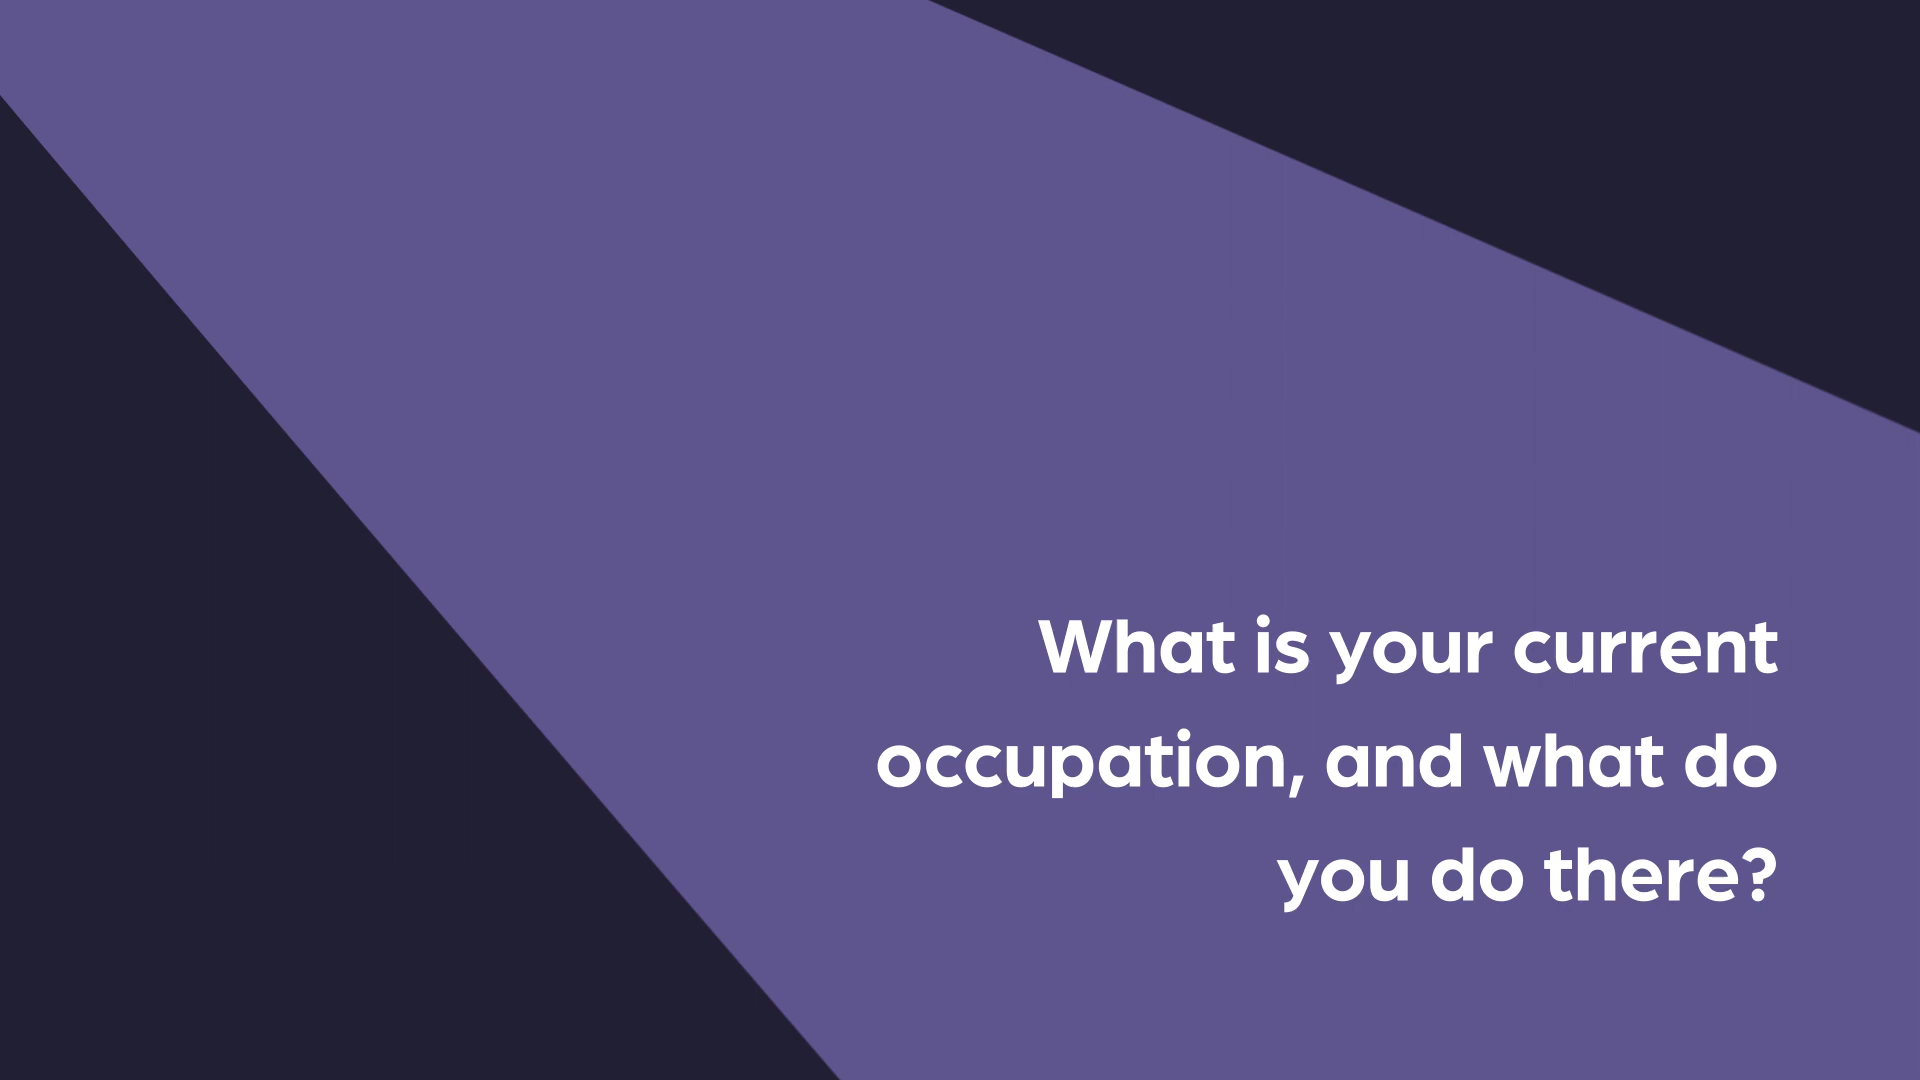 What is your current
occupation, and what do
you do there?